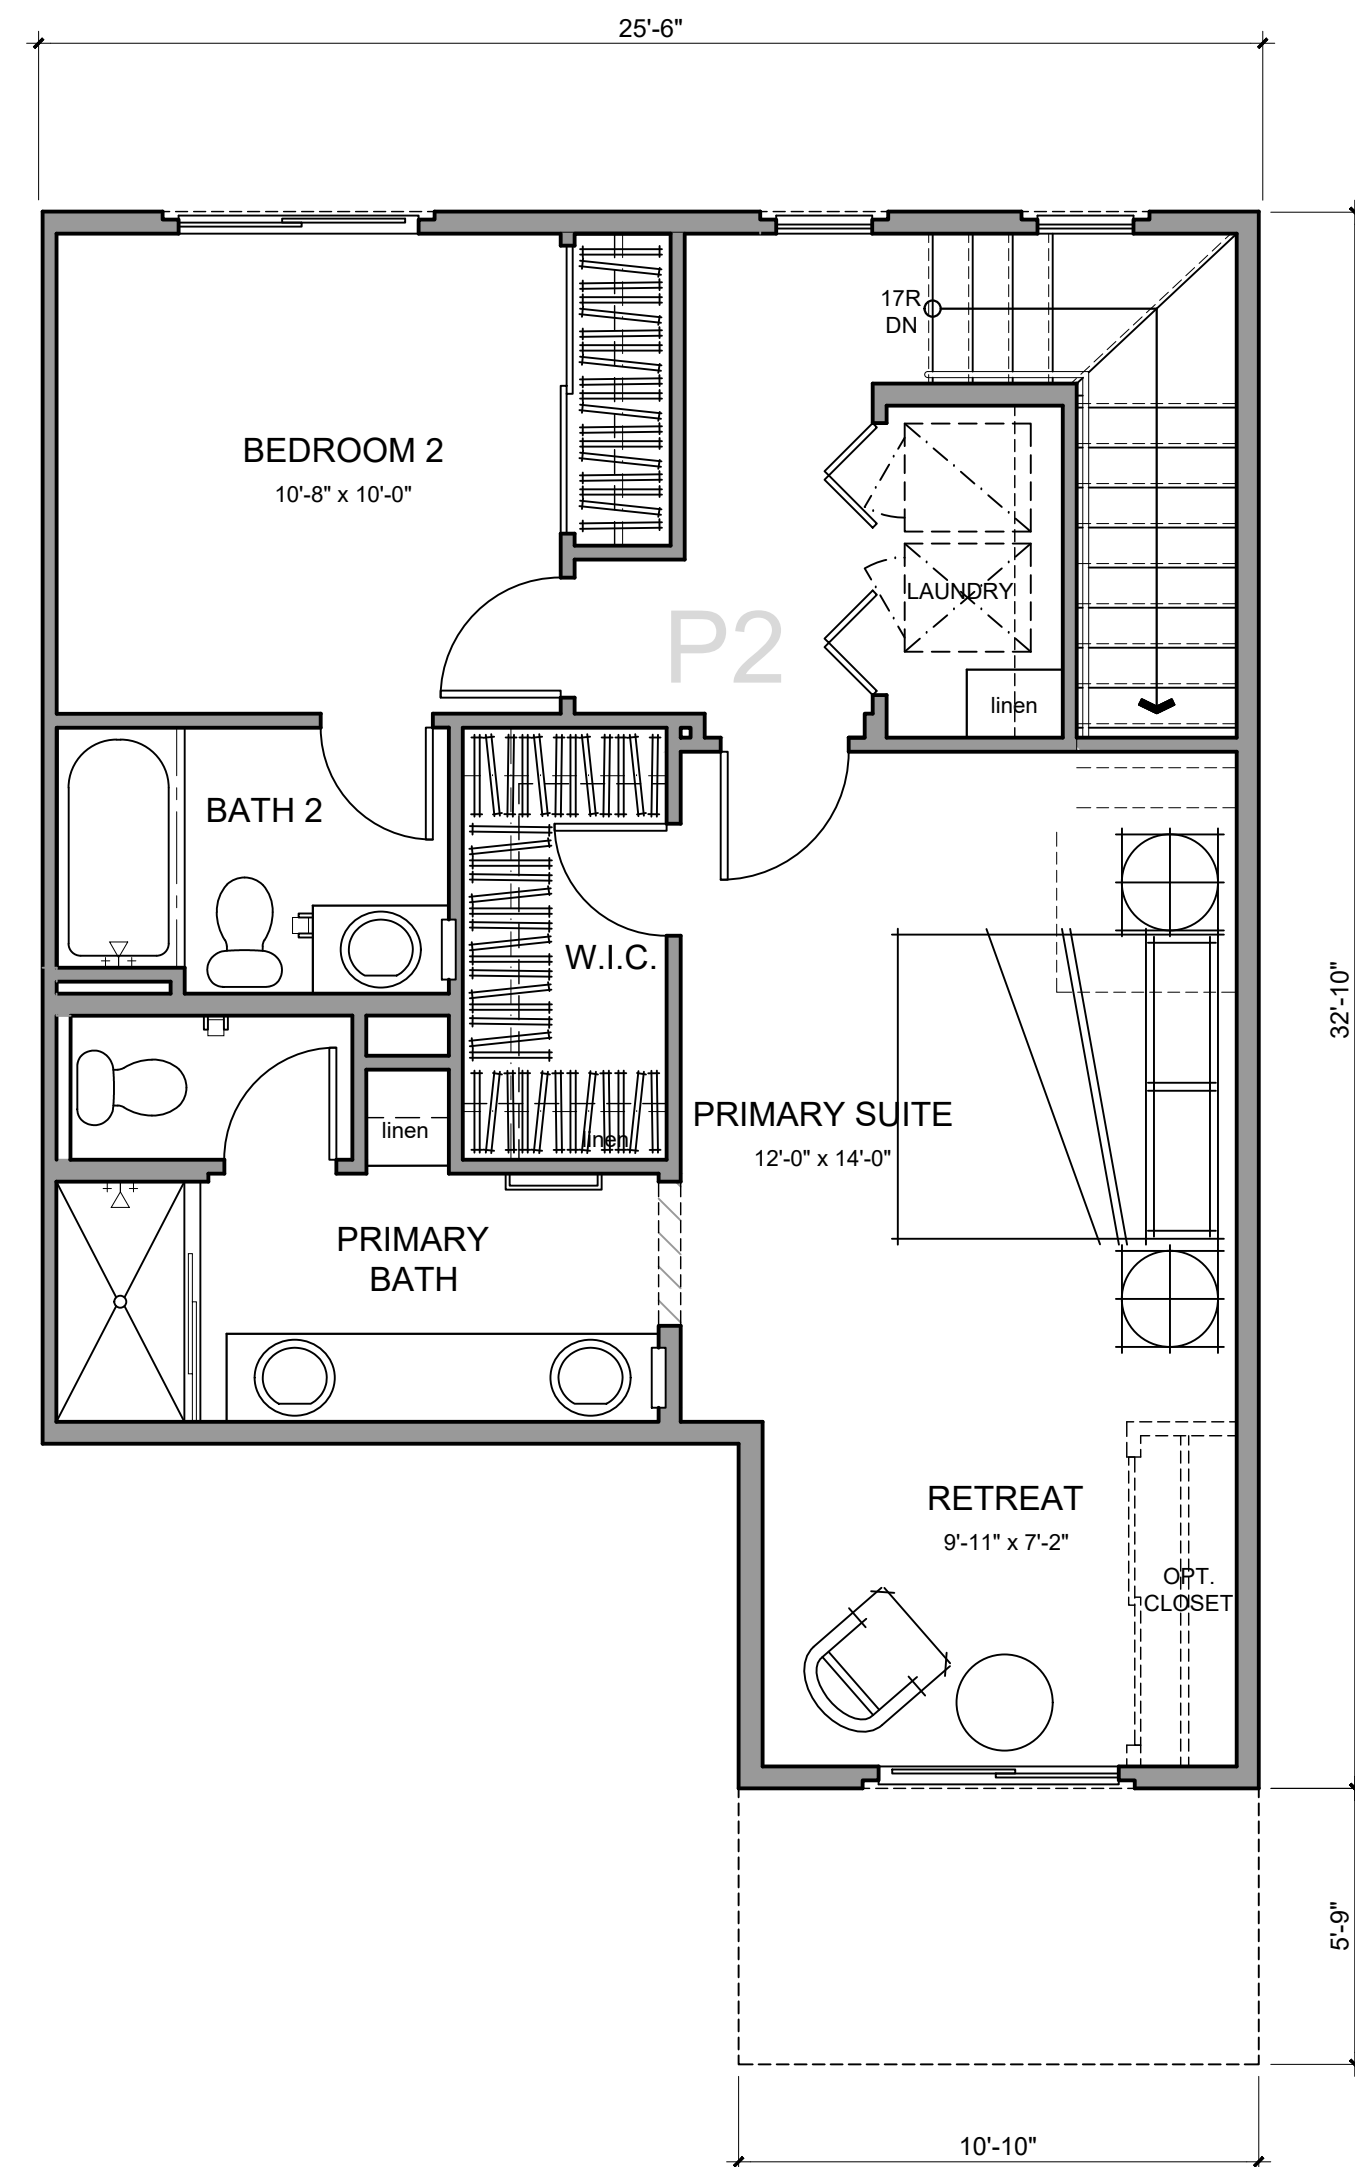 25'-6"
17R
DN
BEDROOM 2
10'-8" x 10'-0"
LAUNDRY
P2
linen
BATH 2
W.I.C.
32'-10"
PRIMARY SUITE
12'-0" x 14'-0"
linen
linen
PRIMARY
BATH
RETREAT
9'-11" x 7'-2"
OPT.
CLOSET
5'-9"
10'-10"